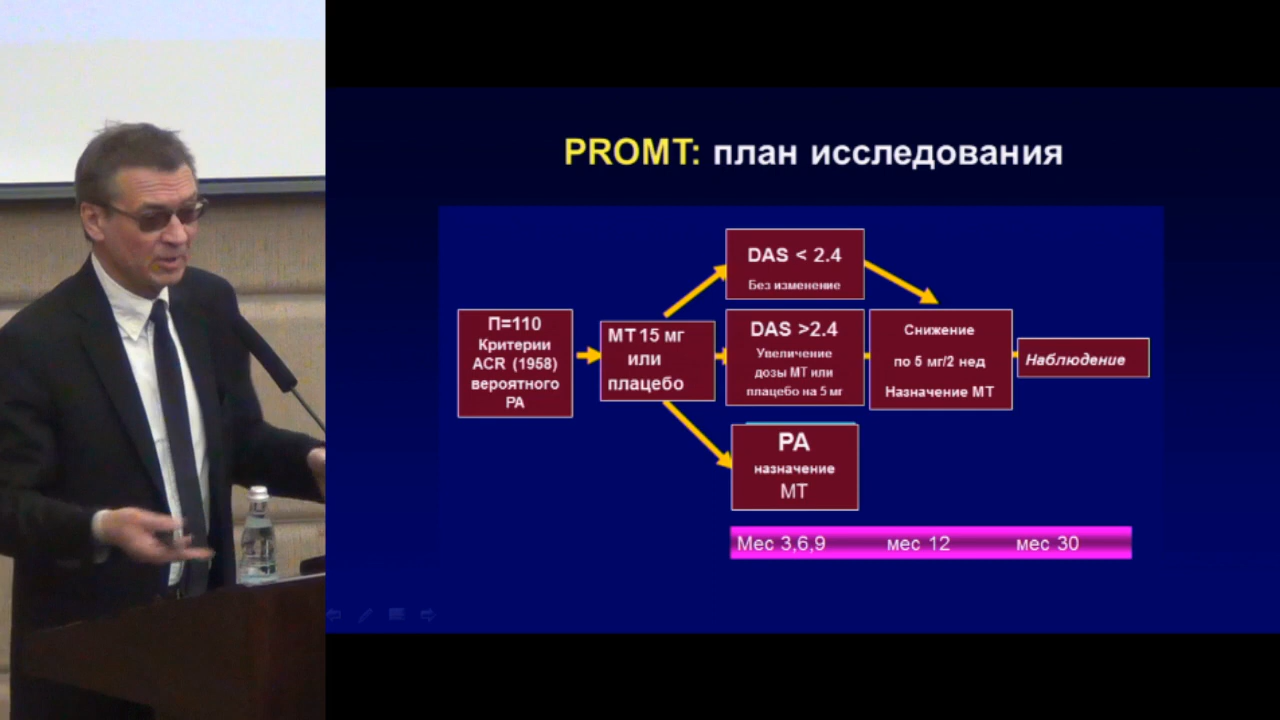 PROMT: план исследования
П=110
Критерии
ACR (1958)
вероятного
РА
МТ 15 мг
или
плацебо
DAS < 2.4
Без изменение
DAS >2.4
Увеличение
дозы МТ или
плацебо на 5 мг
РА
назначение
МТ
Снижение
по 5 мг/2 нед
Назначение МТ
Наблюдение
Мес 3,6,9 мес 12 мес 30